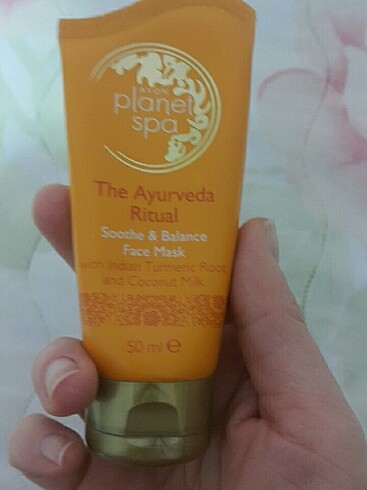 AVON
planet
spa
The Ayurveda
Ritual
Soothe & Balance
Face Mask
with Indian Turmeric Root
and Coconut Milk
50 ml ℮